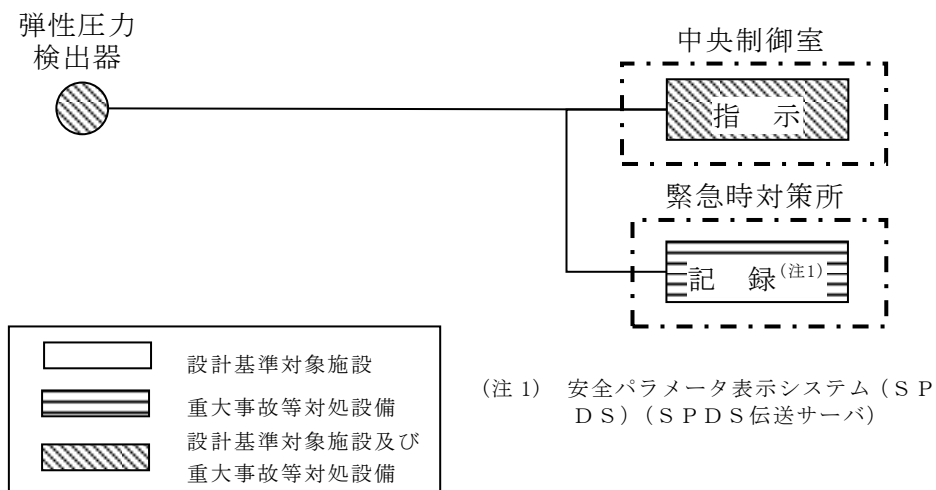 弾性圧力
検出器
中央制御室
指　示
緊急時対策所
記　録(注1)
設計基準対象施設
重大事故等対処設備
設計基準対象施設及び
重大事故等対処設備
(注 1)　安全パラメータ表示システム（ＳＰ
ＤＳ）（ＳＰＤＳ伝送サーバ）